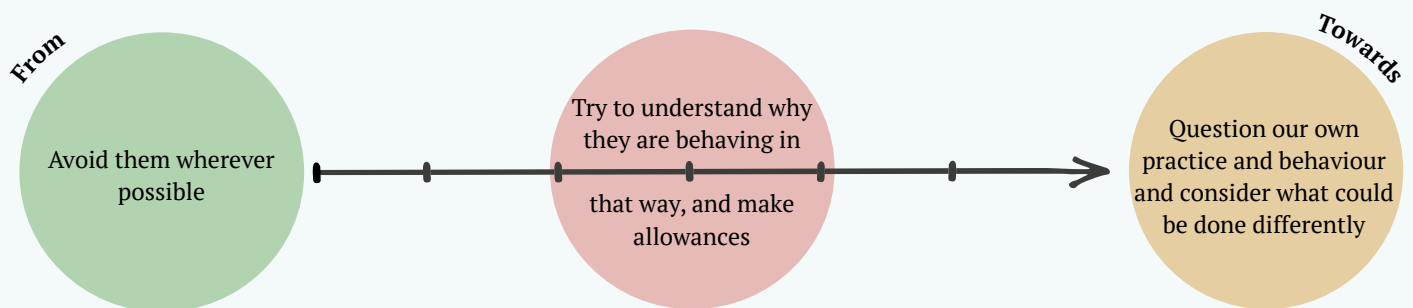 From
Avoid them wherever
possible
Try to understand why
they are behaving in
that way, and make
allowances
Towards
Question our own
practice and behaviour
and consider what could
be done differently